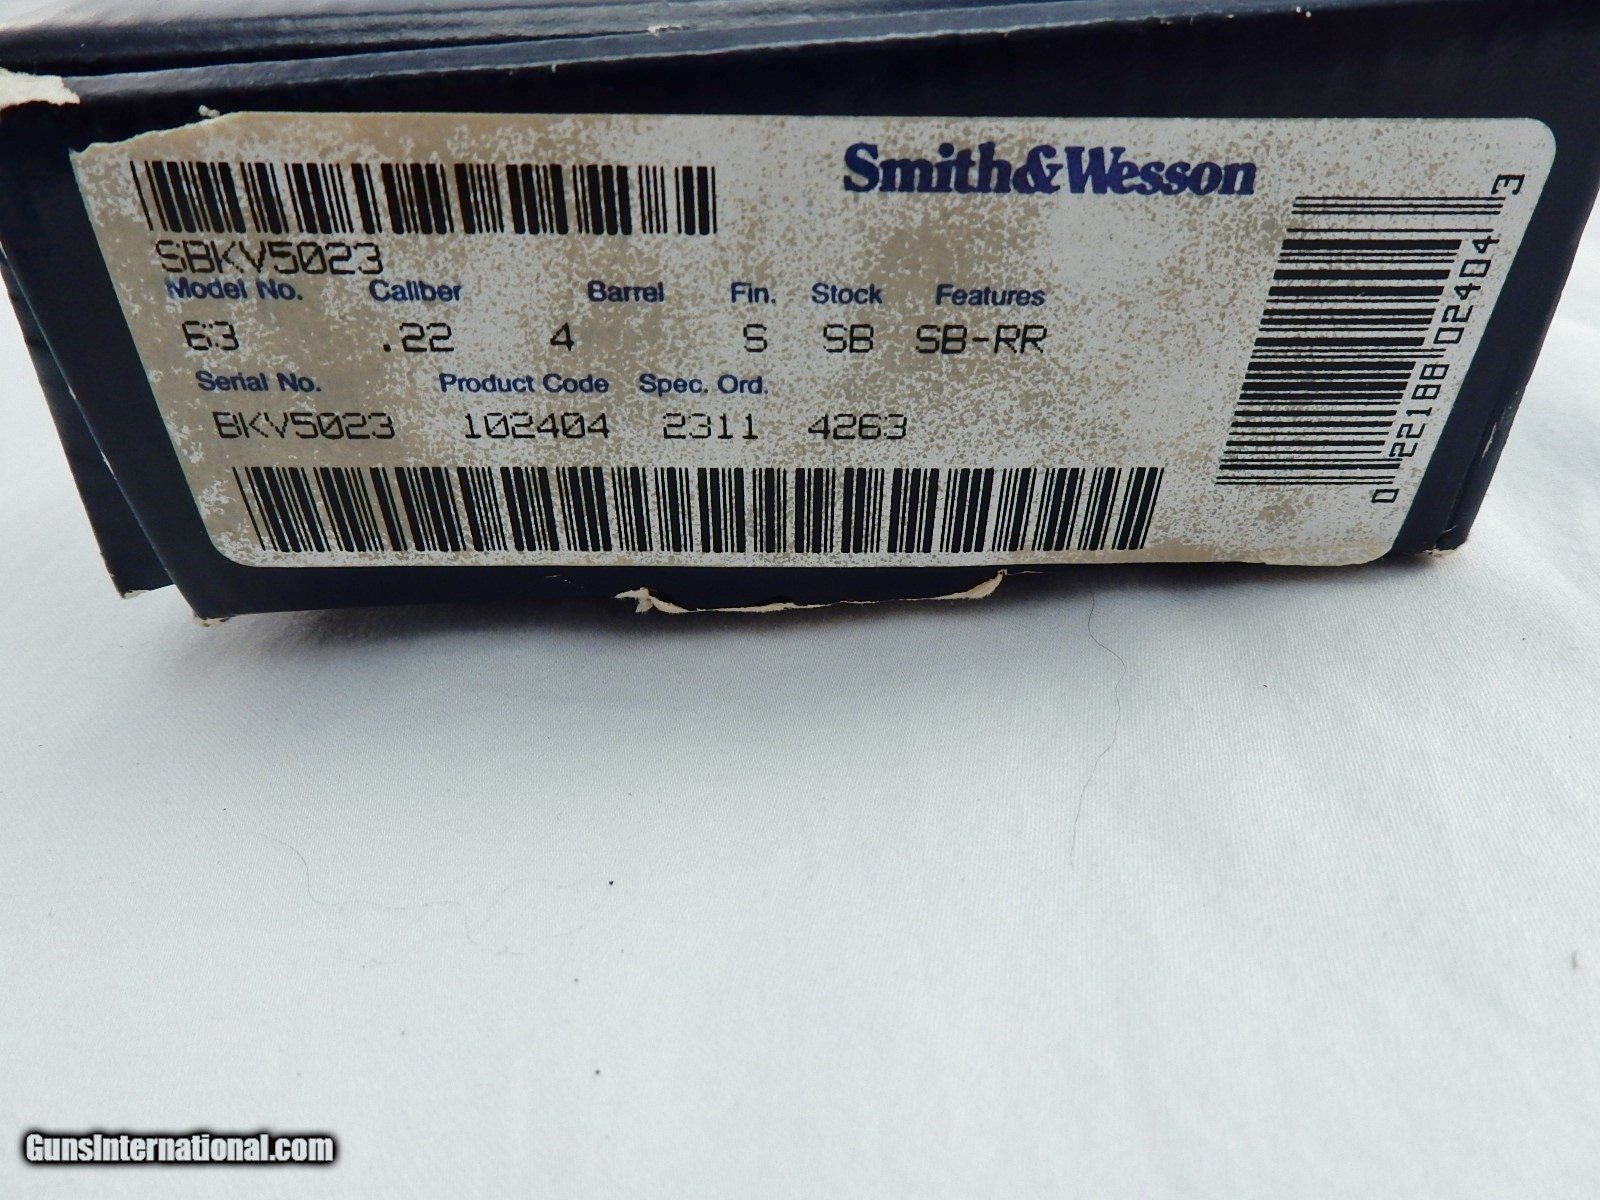 Smith&Wesson
SBKV5023
Model No. Caliber Barrel Fin. Stock Features
63 .22 4 S SB SB-RR
Serial No. Product Code Spec. Ord.
BKV5023 102404 2311 4263
0 22188 02404 3
GunsInternational.com